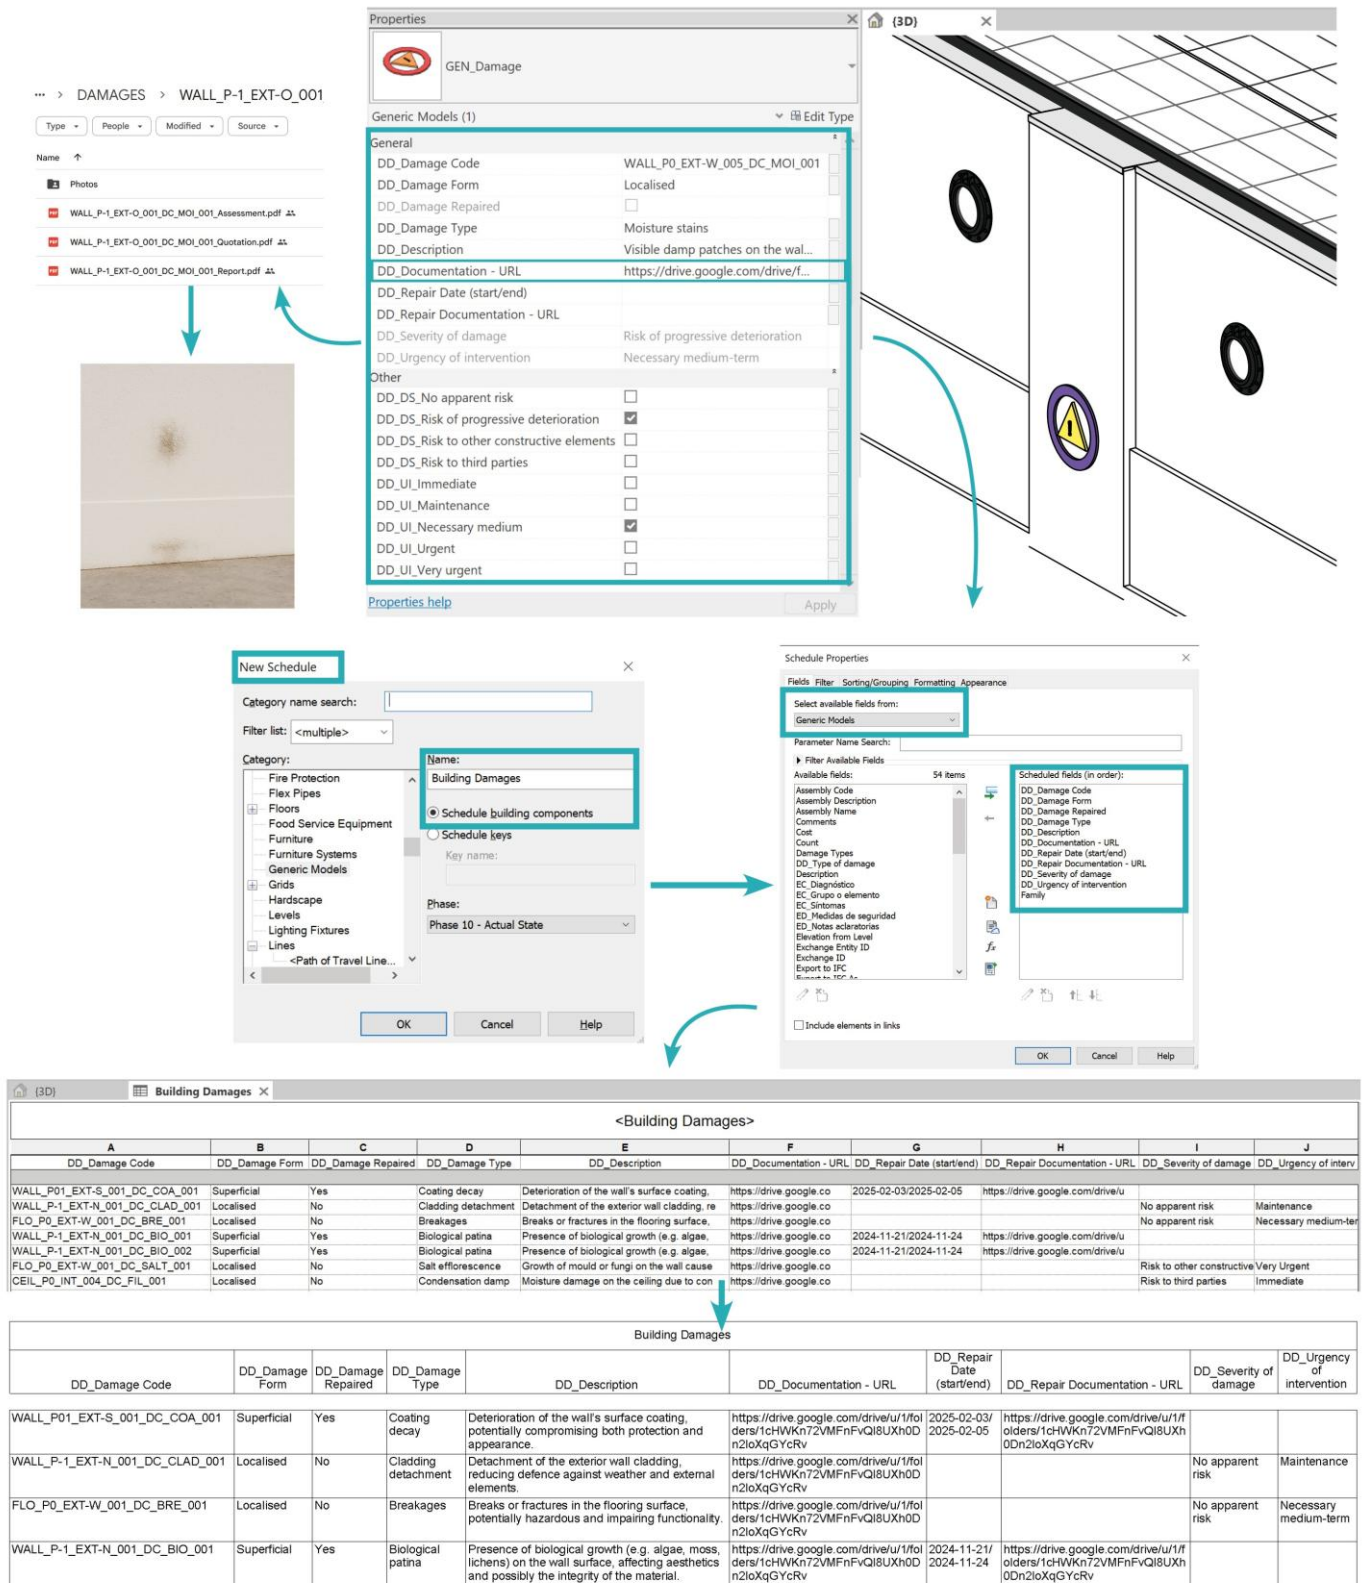 Properties
{3D}
GEN_Damage
Generic Models (1)
Edit Type
··· > DAMAGES > WALL_P-1_EXT-O_001
Type
People
Modified
Source
Name
Photos
WALL_P-1_EXT-O_001_DC_MOI_001_Assessment.pdf
WALL_P-1_EXT-O_001_DC_MOI_001_Quotation.pdf
WALL_P-1_EXT-O_001_DC_MOI_001_Report.pdf
General
DD_Damage Code WALL_P0_EXT-W_005_DC_MOI_001
DD_Damage Form Localised
DD_Damage Repaired
DD_Damage Type Moisture stains
DD_Description Visible damp patches on the wal...
DD_Documentation - URL https://drive.google.com/drive/f...
DD_Repair Date (start/end)
DD_Repair Documentation - URL
DD_Severity of damage Risk of progressive deterioration
DD_Urgency of intervention Necessary medium-term
Other
DD_DS_No apparent risk
DD_DS_Risk of progressive deterioration
DD_DS_Risk to other constructive elements
DD_DS_Risk to third parties
DD_UI_Immediate
DD_UI_Maintenance
DD_UI_Necessary medium
DD_UI_Urgent
DD_UI_Very urgent
Properties help
Apply
New Schedule
Category name search:
Filter list: <multiple>
Category:
Fire Protection
Flex Pipes
Floors
Food Service Equipment
Furniture
Furniture Systems
Generic Models
Grids
Hardscape
Levels
Lighting Fixtures
Lines
<Path of Travel Line...
Name:
Building Damages
Schedule building components
Schedule keys
Key name:
Phase:
Phase 10 - Actual State
OK Cancel Help
Schedule Properties
Fields Filter Sorting/Grouping Formatting Appearance
Select available fields from:
Generic Models
Parameter Name Search:
Filter Available Fields
Available fields: 54 items
Assembly Code
Assembly Description
Assembly Name
Comments
Cost
Count
Damage Types
DD_Type of damage
Description
EC_Diagnóstico
EC_Grupo o elemento
EC_Síntomas
ED_Medidas de seguridad
ED_Notas aclaratorias
Elevation from Level
Exchange Entity ID
Exchange ID
Export to IFC
Export to IFC As
Scheduled fields (in order):
DD_Damage Code
DD_Damage Form
DD_Damage Repaired
DD_Damage Type
DD_Description
DD_Documentation - URL
DD_Repair Date (start/end)
DD_Repair Documentation - URL
DD_Severity of damage
DD_Urgency of intervention
Family
Include elements in links
OK Cancel Help
{3D} Building Damages
<Building Damages>
A B C D E F G H I J
DD_Damage Code DD_Damage Form DD_Damage Repaired DD_Damage Type DD_Description DD_Documentation - URL DD_Repair Date (start/end) DD_Repair Documentation - URL DD_Severity of damage DD_Urgency of interv
WALL_P01_EXT-S_001_DC_COA_001 Superficial Yes Coating decay Deterioration of the wall's surface coating, https://drive.google.co 2025-02-03/2025-02-05 https://drive.google.com/drive/u
WALL_P-1_EXT-N_001_DC_CLAD_001 Localised No Cladding detachment Detachment of the exterior wall cladding, re https://drive.google.co No apparent risk Maintenance
FLO_P0_EXT-W_001_DC_BRE_001 Localised No Breakages Breaks or fractures in the flooring surface, https://drive.google.co No apparent risk Necessary medium-ter
WALL_P-1_EXT-N_001_DC_BIO_001 Superficial Yes Biological patina Presence of biological growth (e.g. algae, https://drive.google.co 2024-11-21/2024-11-24 https://drive.google.com/drive/u
WALL_P-1_EXT-N_001_DC_BIO_002 Superficial Yes Biological patina Presence of biological growth (e.g. algae, https://drive.google.co 2024-11-21/2024-11-24 https://drive.google.com/drive/u
FLO_P0_EXT-W_001_DC_SALT_001 Localised No Salt efflorescence Growth of mould or fungi on the wall cause https://drive.google.co Risk to other constructive Very Urgent
CEIL_P0_INT_004_DC_FIL_001 Localised No Condensation damp Moisture damage on the ceiling due to con https://drive.google.co Risk to third parties Immediate
Building Damages
DD_Repair DD_Urgency
DD_Damage DD_Damage DD_Damage Date DD_Severity of of
DD_Damage Code Form Repaired Type DD_Description DD_Documentation - URL (start/end) DD_Repair Documentation - URL damage intervention
WALL_P01_EXT-S_001_DC_COA_001 Superficial Yes Coating Deterioration of the wall's surface coating, https://drive.google.com/drive/u/1/fol 2025-02-03/ https://drive.google.com/drive/u/1/f
decay potentially compromising both protection and ders/1cHWKn72VMFnFvQI8UXh0D 2025-02-05 olders/1cHWKn72VMFnFvQI8UXh
appearance. n2IoXqGYcRv 0Dn2IoXqGYcRv
WALL_P-1_EXT-N_001_DC_CLAD_001 Localised No Cladding Detachment of the exterior wall cladding, https://drive.google.com/drive/u/1/fol No apparent Maintenance
detachment reducing defence against weather and external ders/1cHWKn72VMFnFvQI8UXh0D risk
elements. n2IoXqGYcRv
FLO_P0_EXT-W_001_DC_BRE_001 Localised No Breakages Breaks or fractures in the flooring surface, https://drive.google.com/drive/u/1/fol No apparent Necessary
potentially hazardous and impairing functionality. ders/1cHWKn72VMFnFvQI8UXh0D risk medium-term
n2IoXqGYcRv
WALL_P-1_EXT-N_001_DC_BIO_001 Superficial Yes Biological Presence of biological growth (e.g. algae, moss, https://drive.google.com/drive/u/1/fol 2024-11-21/ https://drive.google.com/drive/u/1/f
patina lichens) on the wall surface, affecting aesthetics ders/1cHWKn72VMFnFvQI8UXh0D 2024-11-24 olders/1cHWKn72VMFnFvQI8UXh
and possibly the integrity of the material. n2IoXqGYcRv 0Dn2IoXqGYcRv